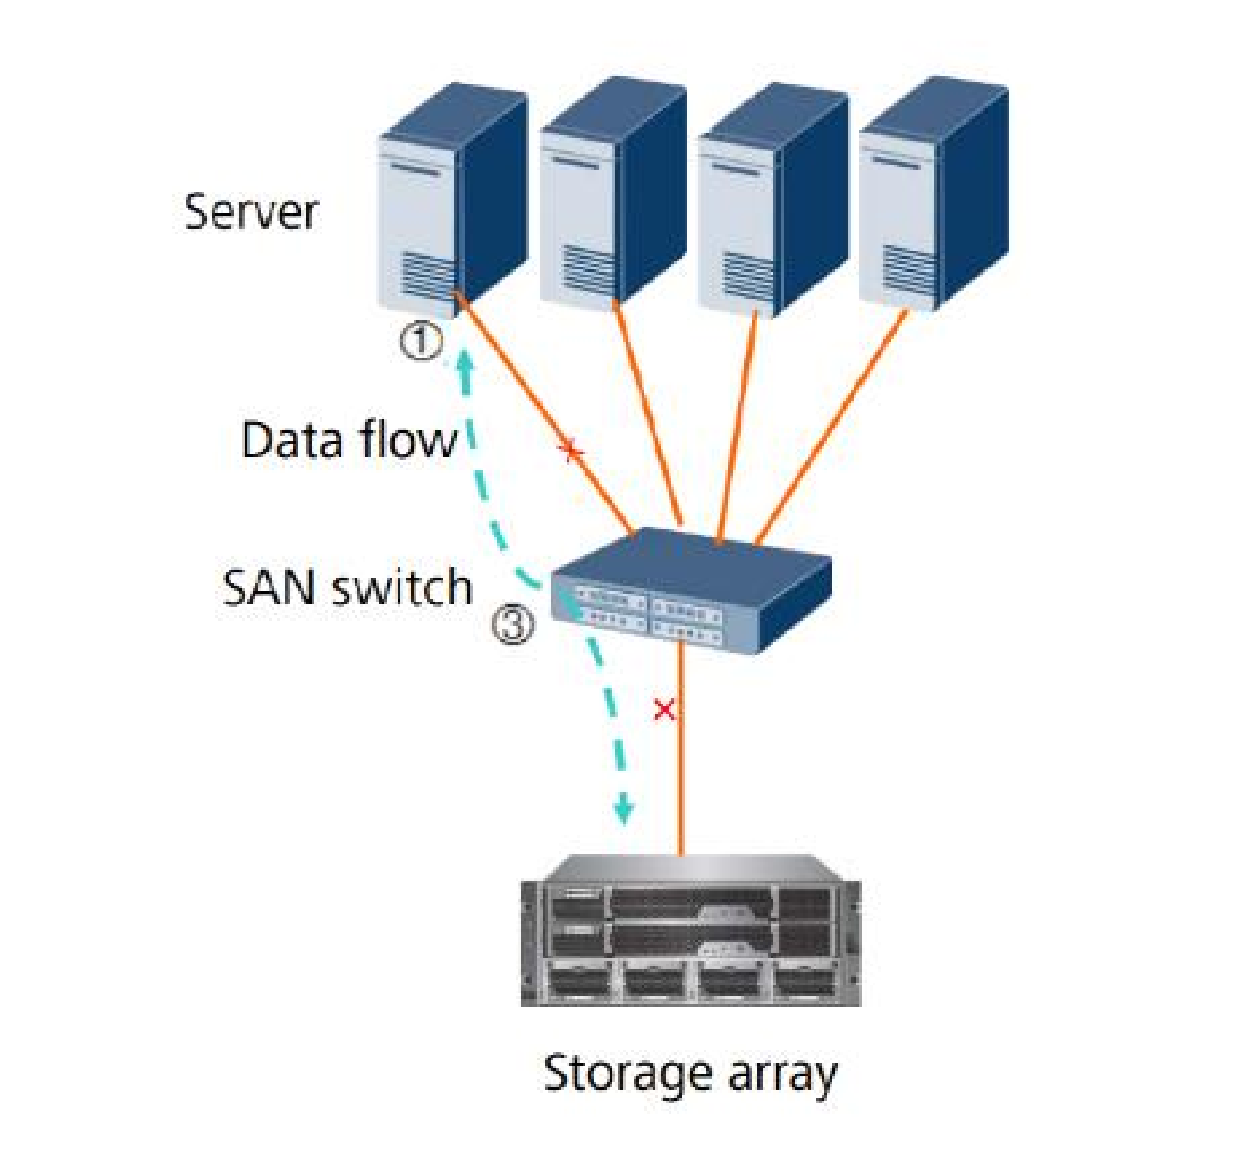 Server
①
Data flow
SAN switch
③
Storage array